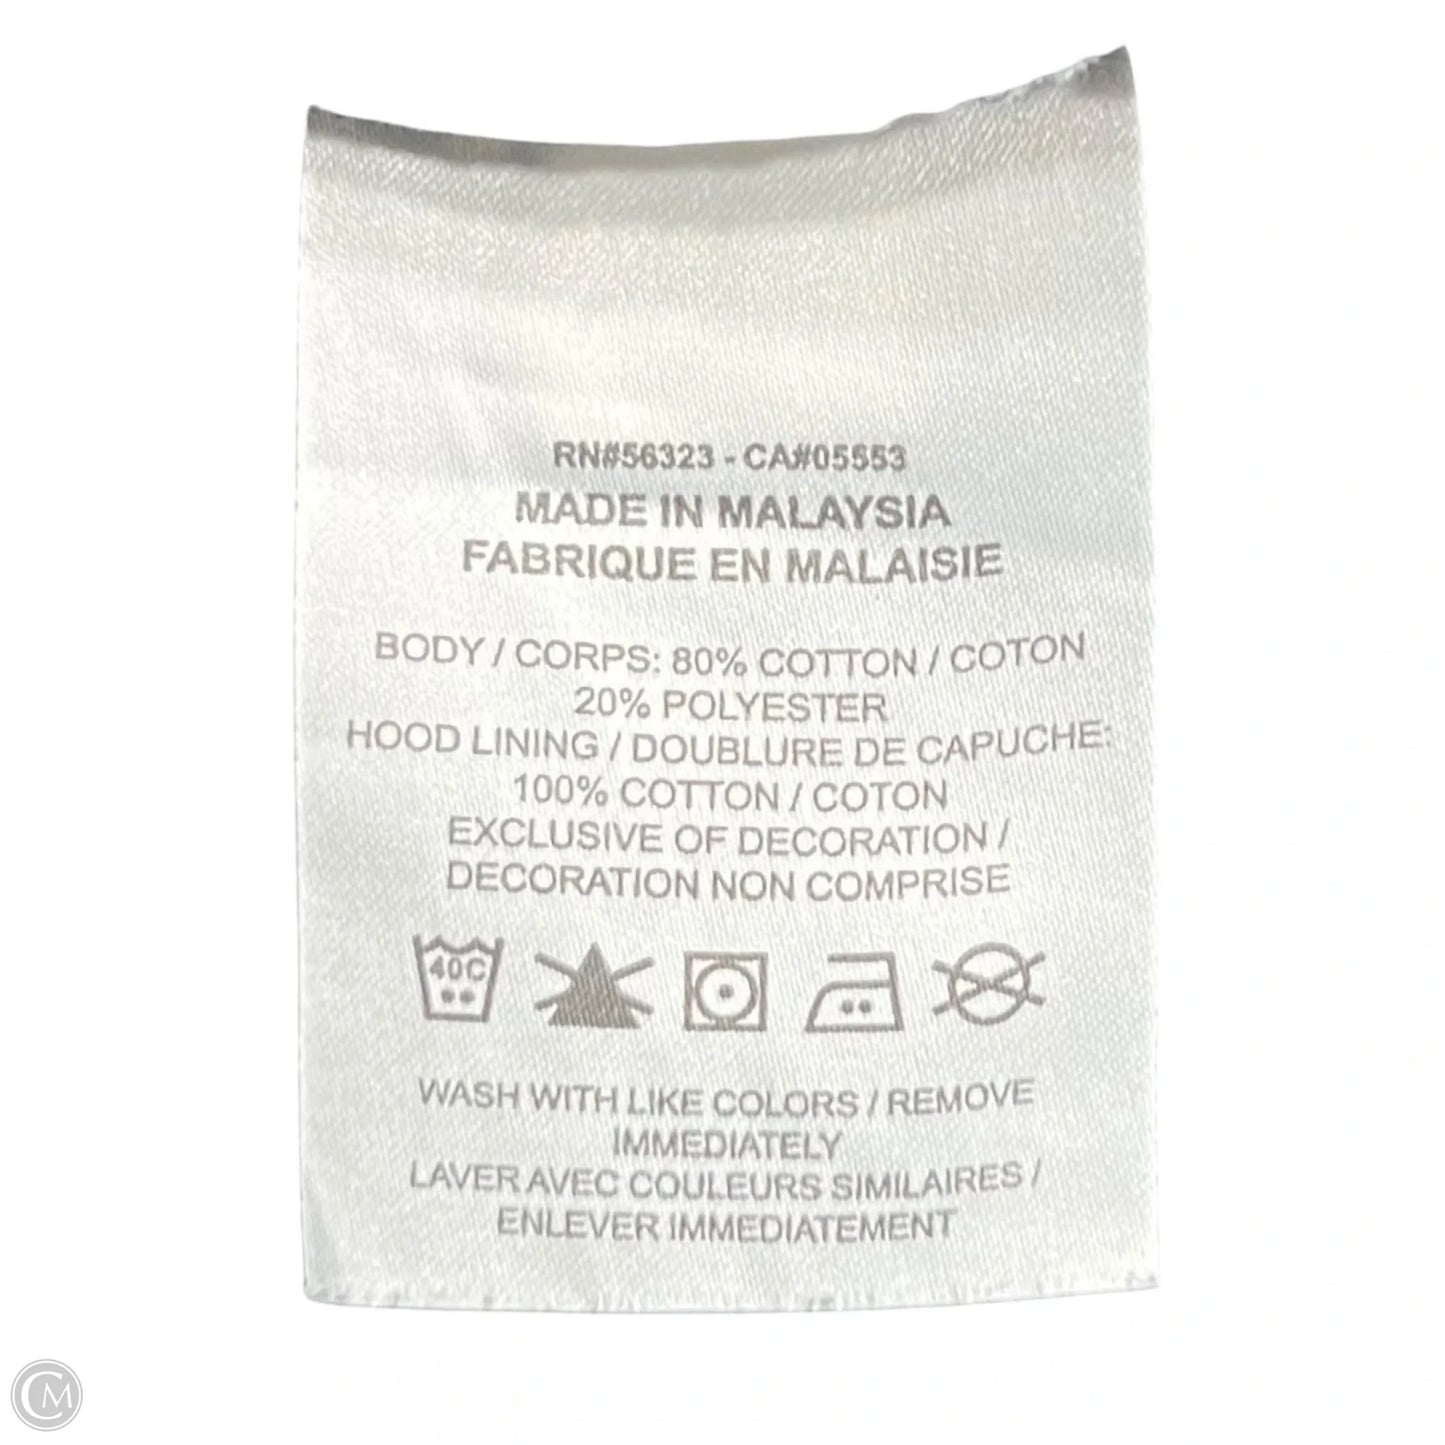 RN#56323 - CA#05553
MADE IN MALAYSIA
FABRIQUE EN MALAISIE
BODY / CORPS: 80% COTTON / COTON
20% POLYESTER
HOOD LINING / DOUBLURE DE CAPUCHE:
100% COTTON / COTON
EXCLUSIVE OF DECORATION /
DECORATION NON COMPRISE
40C
WASH WITH LIKE COLORS / REMOVE
IMMEDIATELY
LAVER AVEC COULEURS SIMILAIRES /
ENLEVER IMMEDIATEMENT
CM